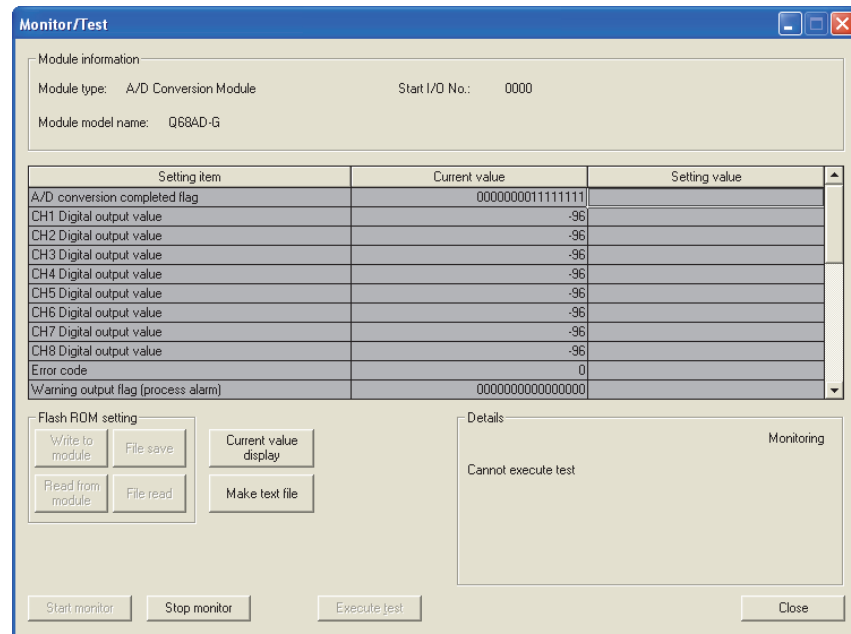 Monitor/Test
Module information
Module type: A/D Conversion Module Start I/O No.: 0000
Module model name: Q68AD-G
Setting item Current value Setting value
A/D conversion completed flag 0000000011111111
CH1 Digital output value -96
CH2 Digital output value -96
CH3 Digital output value -96
CH4 Digital output value -96
CH5 Digital output value -96
CH6 Digital output value -96
CH7 Digital output value -96
CH8 Digital output value -96
Error code 0
Warning output flag (process alarm) 0000000000000000
Flash ROM setting
Write to module
File save
Current value display
Read from module
File read
Make text file
Details
Monitoring
Cannot execute test
Start monitor Stop monitor Execute test Close